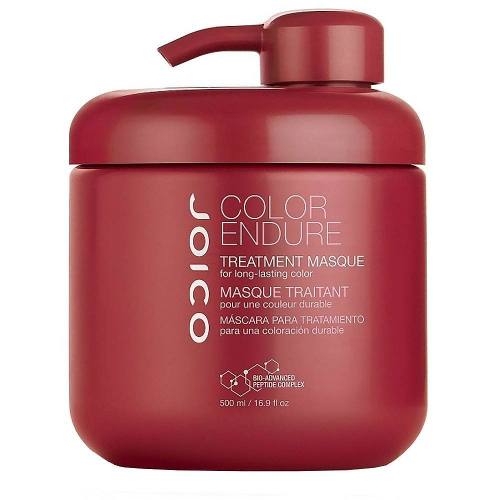 JOICO
COLOR
ENDURE
TREATMENT MASQUE
for long-lasting color
MASQUE TRAITANT
pour une couleur durable
MÁSCARA PARA TRATAMIENTO
para una coloración durable
BIO-ADVANCED
PEPTIDE COMPLEX
500 ml / 16.9 fl oz